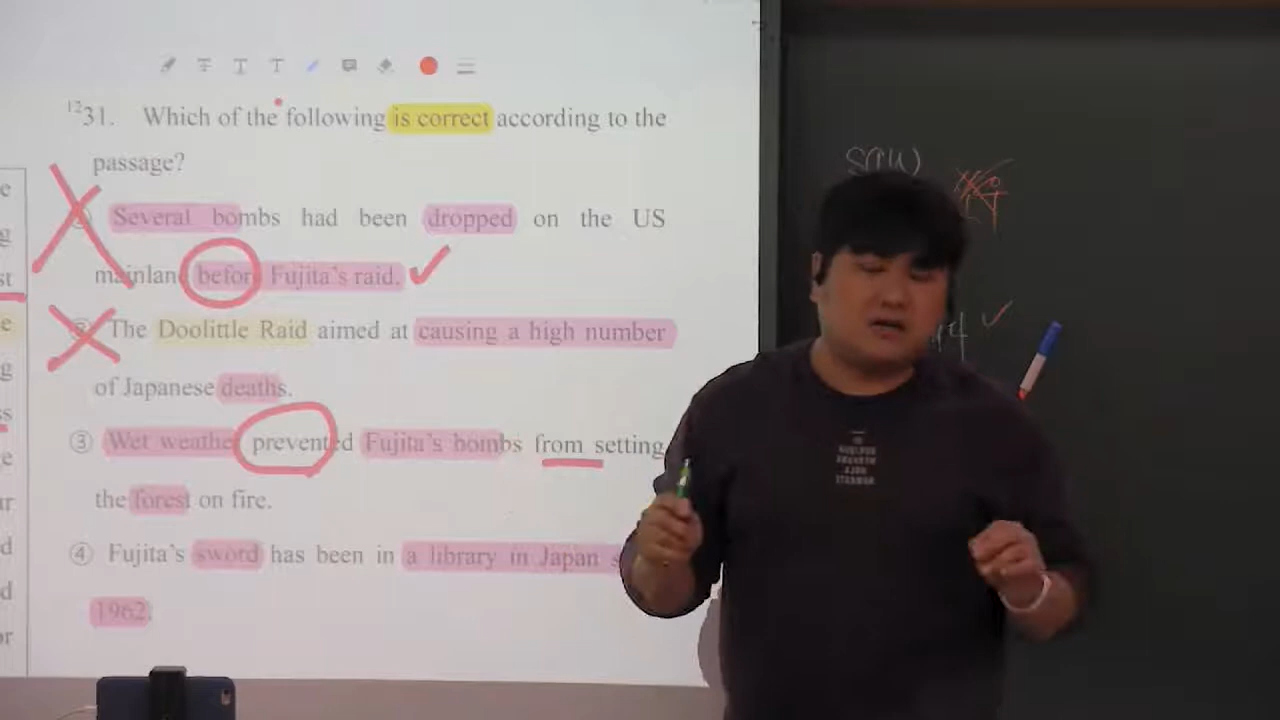 ¹²31. Which of the following is correct according to the
passage?
Several bombs had been dropped on the US
mainland before Fujita's raid.
② The Doolittle Raid aimed at causing a high number
of Japanese deaths.
③ Wet weather prevented Fujita's bombs from setting
the forest on fire.
④ Fujita's sword has been in a library in Japan s
1962.